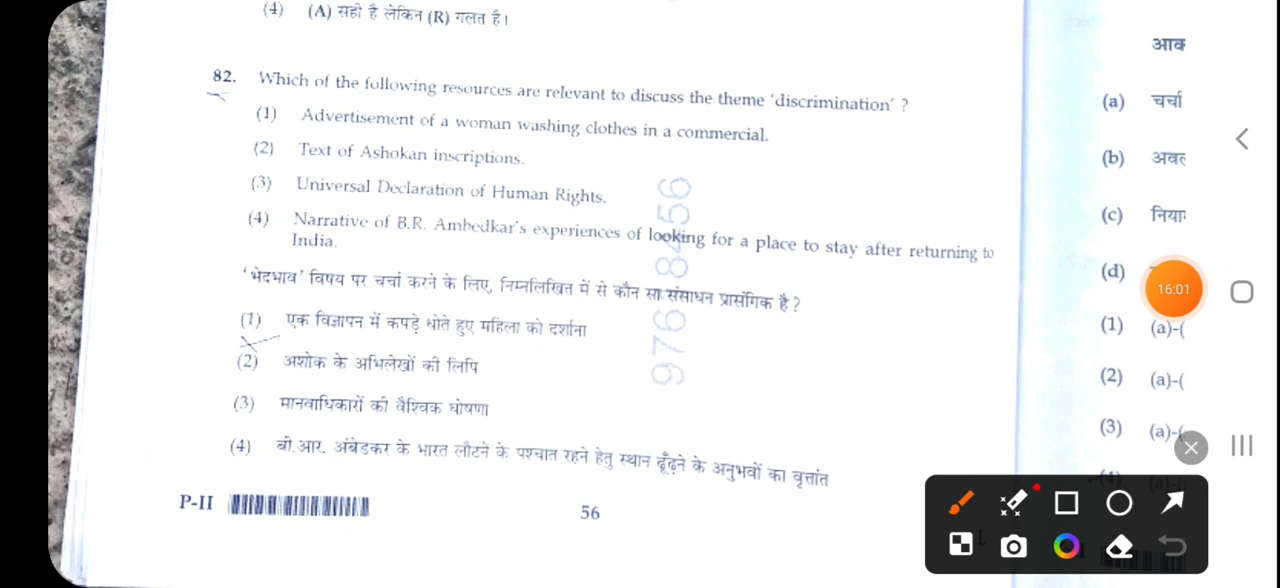 (4) (A) सही है लेकिन (R) गलत है।
82. Which of the following resources are relevant to discuss the theme 'discrimination' ?
(1) Advertisement of a woman washing clothes in a commercial.
(2) Text of Ashokan inscriptions.
(3) Universal Declaration of Human Rights.
(4) Narrative of B.R. Ambedkar's experiences of looking for a place to stay after returning to
India.
'भेदभाव' विषय पर चर्चा करने के लिए, निम्नलिखित में से कौन सा संसाधन प्रासंगिक है ?
(1) एक विज्ञापन में कपड़े धोते हुए महिला को दर्शाना
(2) अशोक के अभिलेखों की लिपि
(3) मानवाधिकारों की वैश्विक घोषणा
(4) बी.आर. अंबेडकर के भारत लौटने के पश्चात रहने हेतु स्थान ढूँढ़ने के अनुभवों का वृत्तांत
P-II
56
976 8456
(a) चर्चा
(b)
(c)
(d)
(1) (a)-(
(2) (a)-(
(3) (a)-(
16:01